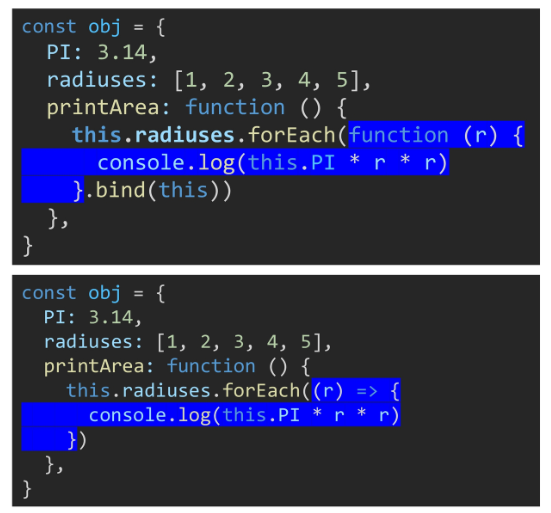 const obj = {
  PI: 3.14,
  radiuses: [1, 2, 3, 4, 5],
  printArea: function () {
    this.radiuses.forEach(function (r) {
      console.log(this.PI * r * r)
    }.bind(this))
  },
}
const obj = {
  PI: 3.14,
  radiuses: [1, 2, 3, 4, 5],
  printArea: function () {
    this.radiuses.forEach((r) => {
      console.log(this.PI * r * r)
    })
  },
}